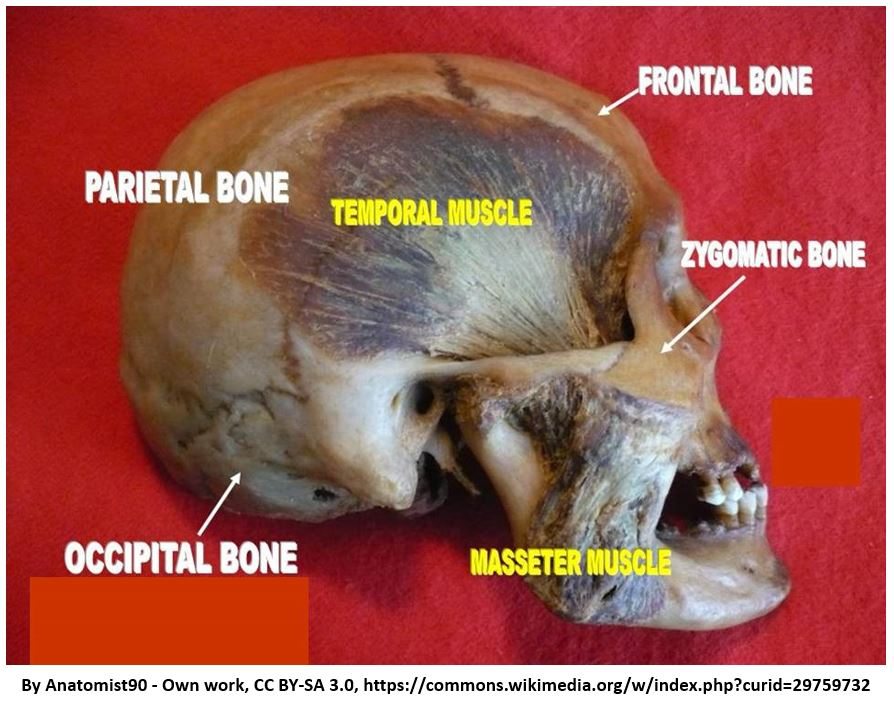 FRONTAL BONE
PARIETAL BONE
TEMPORAL MUSCLE
ZYGOMATIC BONE
OCCIPITAL BONE
MASSETER MUSCLE
By Anatomist90 - Own work, CC BY-SA 3.0, https://commons.wikimedia.org/w/index.php?curid=29759732